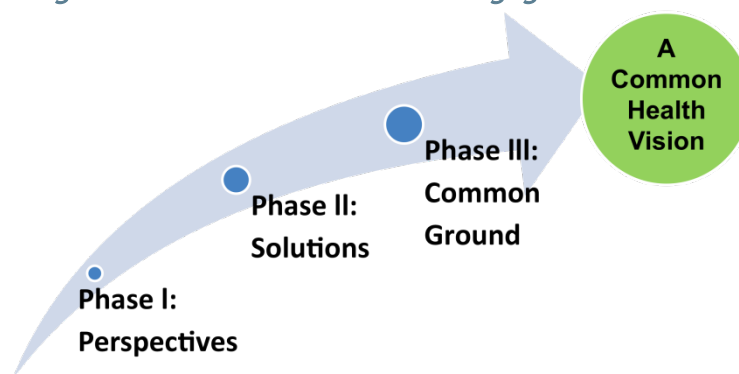 A
Common
Health
Vision
Phase III:
Common
Ground
Phase II:
Solutions
Phase I:
Perspectives